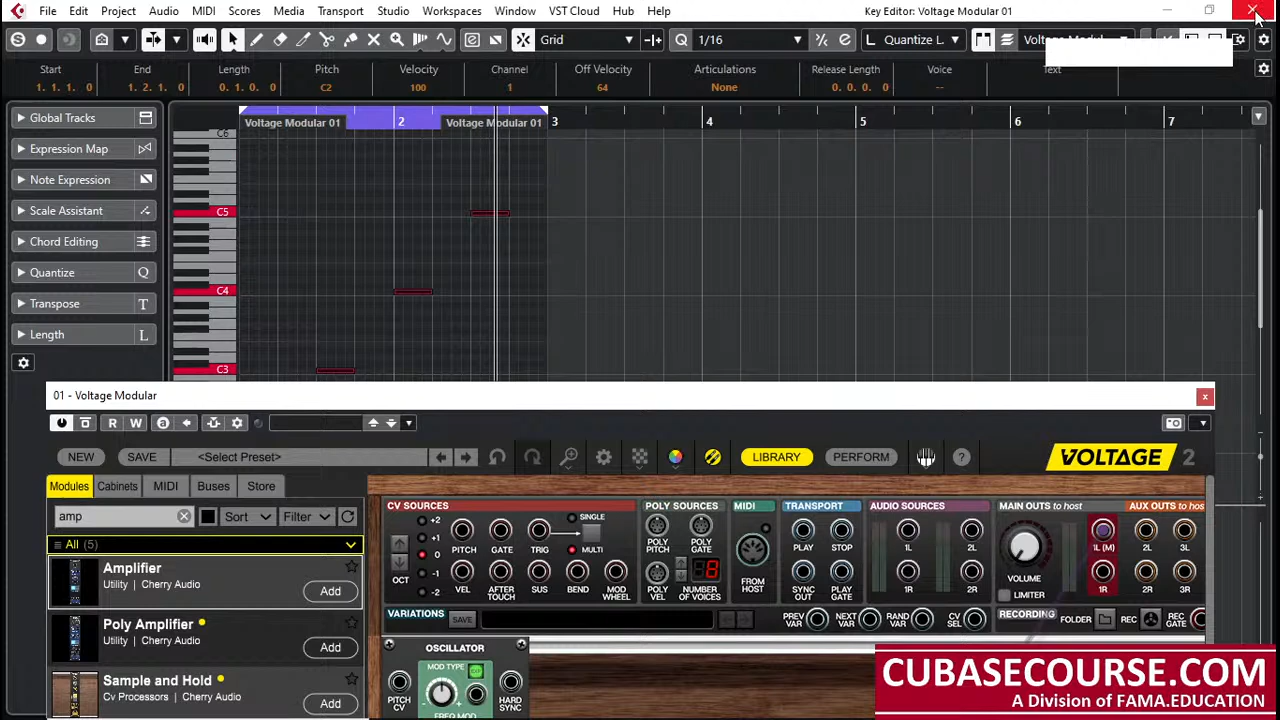 File Edit Project Audio MIDI Scores Media Transport Studio Workspaces Window VST Cloud Hub Help Key Editor: Voltage Modular 01
Grid Q 1/16 L Quantize L.
Start End Length Pitch Velocity Channel Off Velocity Articulations Release Length Voice Text
1. 1. 1. 0 1. 2. 1. 0 0. 1. 0. 0 C2 100 1 64 None 0. 0. 0. 0 --
Global Tracks
Expression Map
Note Expression
Scale Assistant
Chord Editing
Quantize Q
Transpose T
Length L
2 3 4 5 6 7
Voltage Modular 01 Voltage Modular 01
C6
C5
C4
C3
01 - Voltage Modular
R W a
NEW SAVE <Select Preset> LIBRARY PERFORM ? VOLTAGE 2
Modules Cabinets MIDI Buses Store
amp Sort Filter
All (5)
Amplifier
Utility | Cherry Audio Add
Poly Amplifier
Utility | Cherry Audio Add
Sample and Hold
Cv Processors | Cherry Audio Add
CV SOURCES POLY SOURCES MIDI TRANSPORT AUDIO SOURCES MAIN OUTS to host AUX OUTS to hos
+2 +1 0 -1 -2 OCT
SINGLE MULTI
PITCH GATE TRIG
VEL AFTER TOUCH SUS BEND MOD WHEEL
POLY PITCH POLY GATE
POLY VEL NUMBER OF VOICES 8
FROM HOST
PLAY STOP
SYNC OUT PLAY GATE
1L 2L
1R 2R
VOLUME LIMITER
1L (M) 2L 3L
1R 2R 3R
VARIATIONS SAVE PREV VAR NEXT VAR RAND VAR CV SEL RECORDING FOLDER REC REC GATE
OSCILLATOR
MOD TYPE
PITCH CV HARD SYNC
FREQ MOD
CUBASECOURSE.COM
A Division of FAMA.EDUCATION